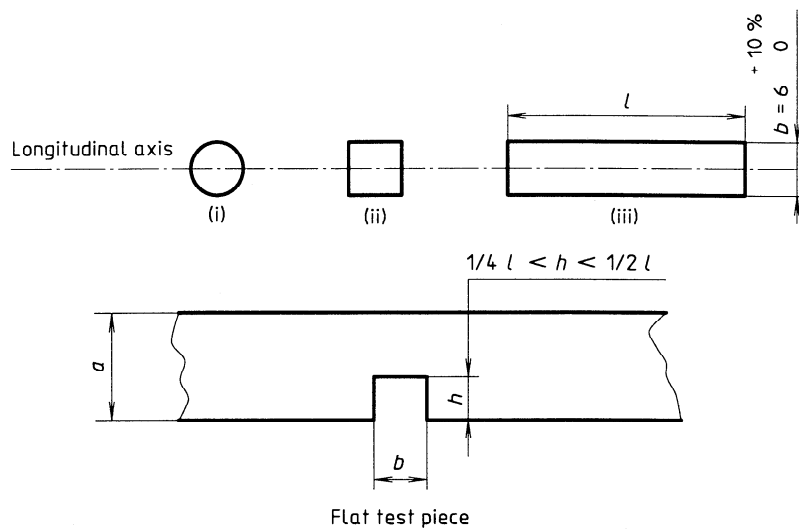 + 10 %
b = 6 0
l
Longitudinal axis
(i) (ii) (iii)
1/4 l < h < 1/2 l
a
h
b
Flat test piece